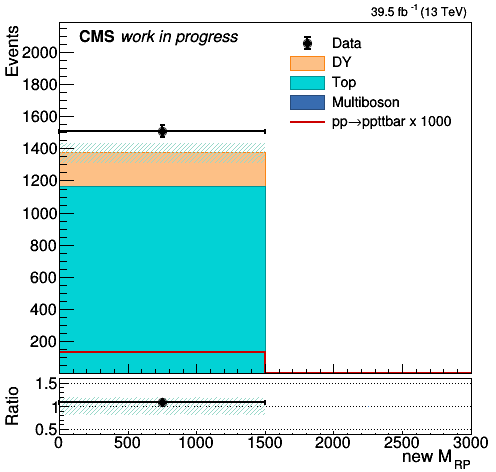 39.5 fb⁻¹ (13 TeV)
Events
CMS work in progress
Data
DY
Top
Multiboson
pp→ppttbar x 1000
2000
1800
1600
1400
1200
1000
800
600
400
200
Ratio
1.5
1
0.5
0 500 1000 1500 2000 2500 3000
new M_RP